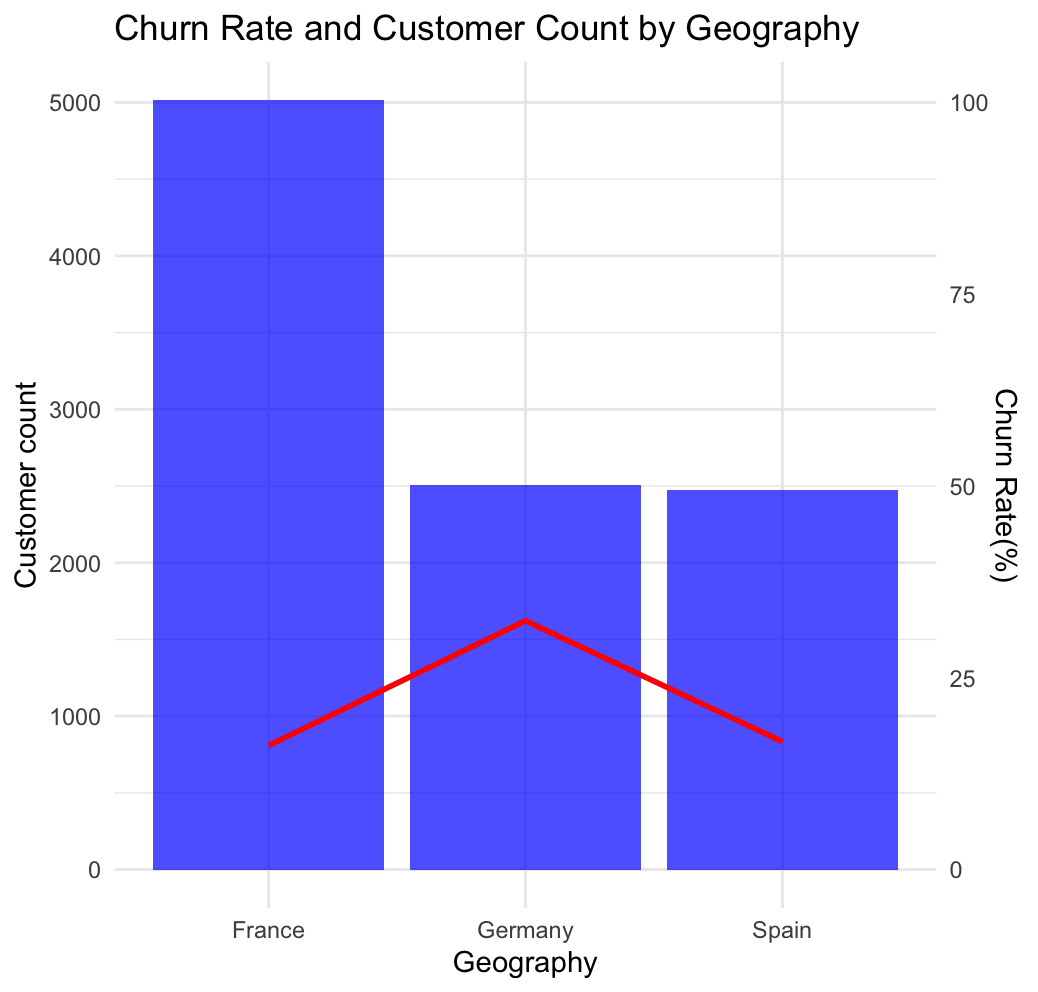 Churn Rate and Customer Count by Geography
5000
4000
3000
2000
1000
0
Customer count
100
75
50
25
0
Churn Rate(%)
France
Germany
Spain
Geography